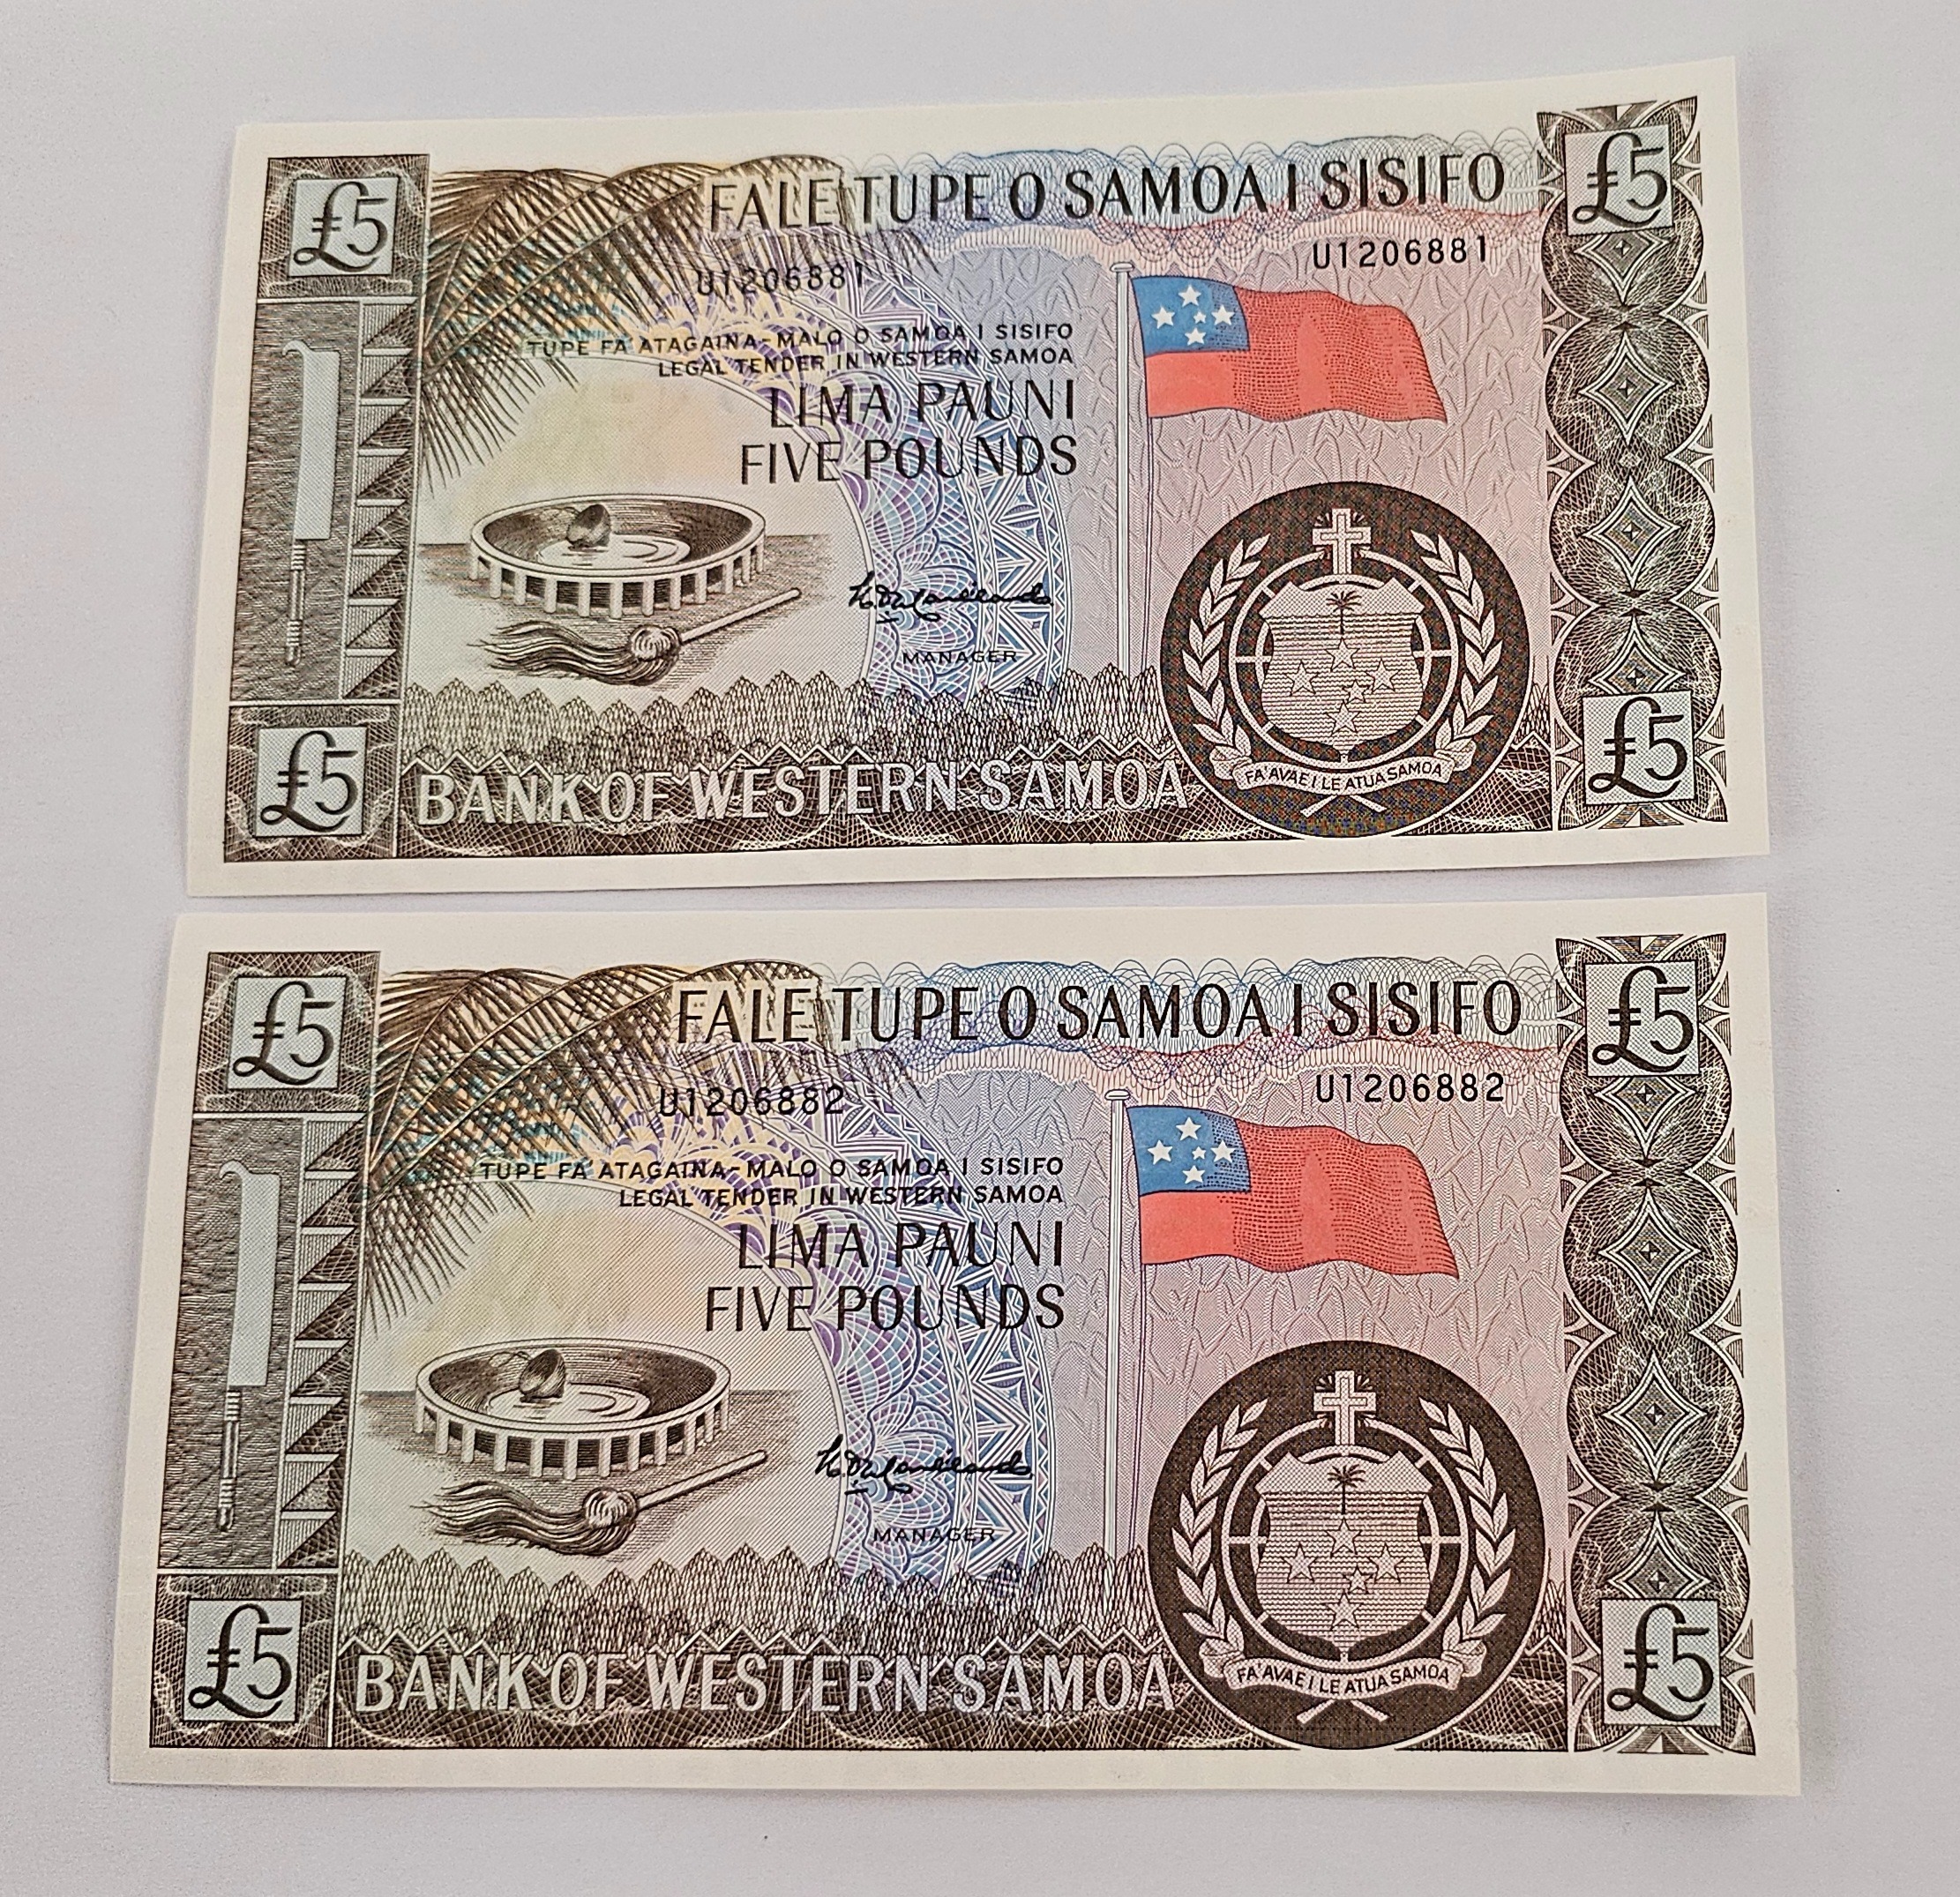 £5
FALE TUPE O SAMOA I SISIFO
£5
U1206881
U1206881
TUPE FA'ATAGAINA-MALO O SAMOA I SISIFO
LEGAL TENDER IN WESTERN SAMOA
LIMA PAUNI
FIVE POUNDS
MANAGER
£5
BANK OF WESTERN SAMOA
FA'AVAE I LE ATUA SAMOA
£5
£5
FALE TUPE O SAMOA I SISIFO
£5
U1206882
U1206882
TUPE FA'ATAGAINA-MALO O SAMOA I SISIFO
LEGAL TENDER IN WESTERN SAMOA
LIMA PAUNI
FIVE POUNDS
MANAGER
£5
BANK OF WESTERN SAMOA
FA'AVAE I LE ATUA SAMOA
£5